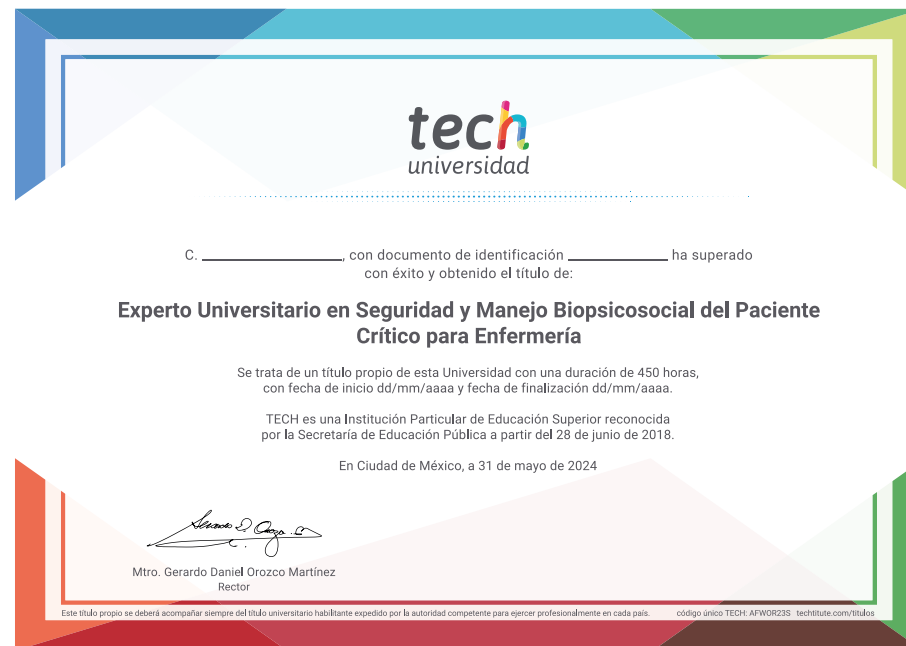 tech
universidad
C. ____________, con documento de identificación ____________ ha superado
con éxito y obtenido el título de:
Experto Universitario en Seguridad y Manejo Biopsicosocial del Paciente
Crítico para Enfermería
Se trata de un título propio de esta Universidad con una duración de 450 horas,
con fecha de inicio dd/mm/aaaa y fecha de finalización dd/mm/aaaa.
TECH es una Institución Particular de Educación Superior reconocida
por la Secretaría de Educación Pública a partir del 28 de junio de 2018.
En Ciudad de México, a 31 de mayo de 2024
Mtro. Gerardo Daniel Orozco Martínez
Rector
Este título propio se deberá acompañar siempre del título universitario habilitante expedido por la autoridad competente para ejercer profesionalmente en cada país. código único TECH: AFWOR23S techtitute.com/titulos